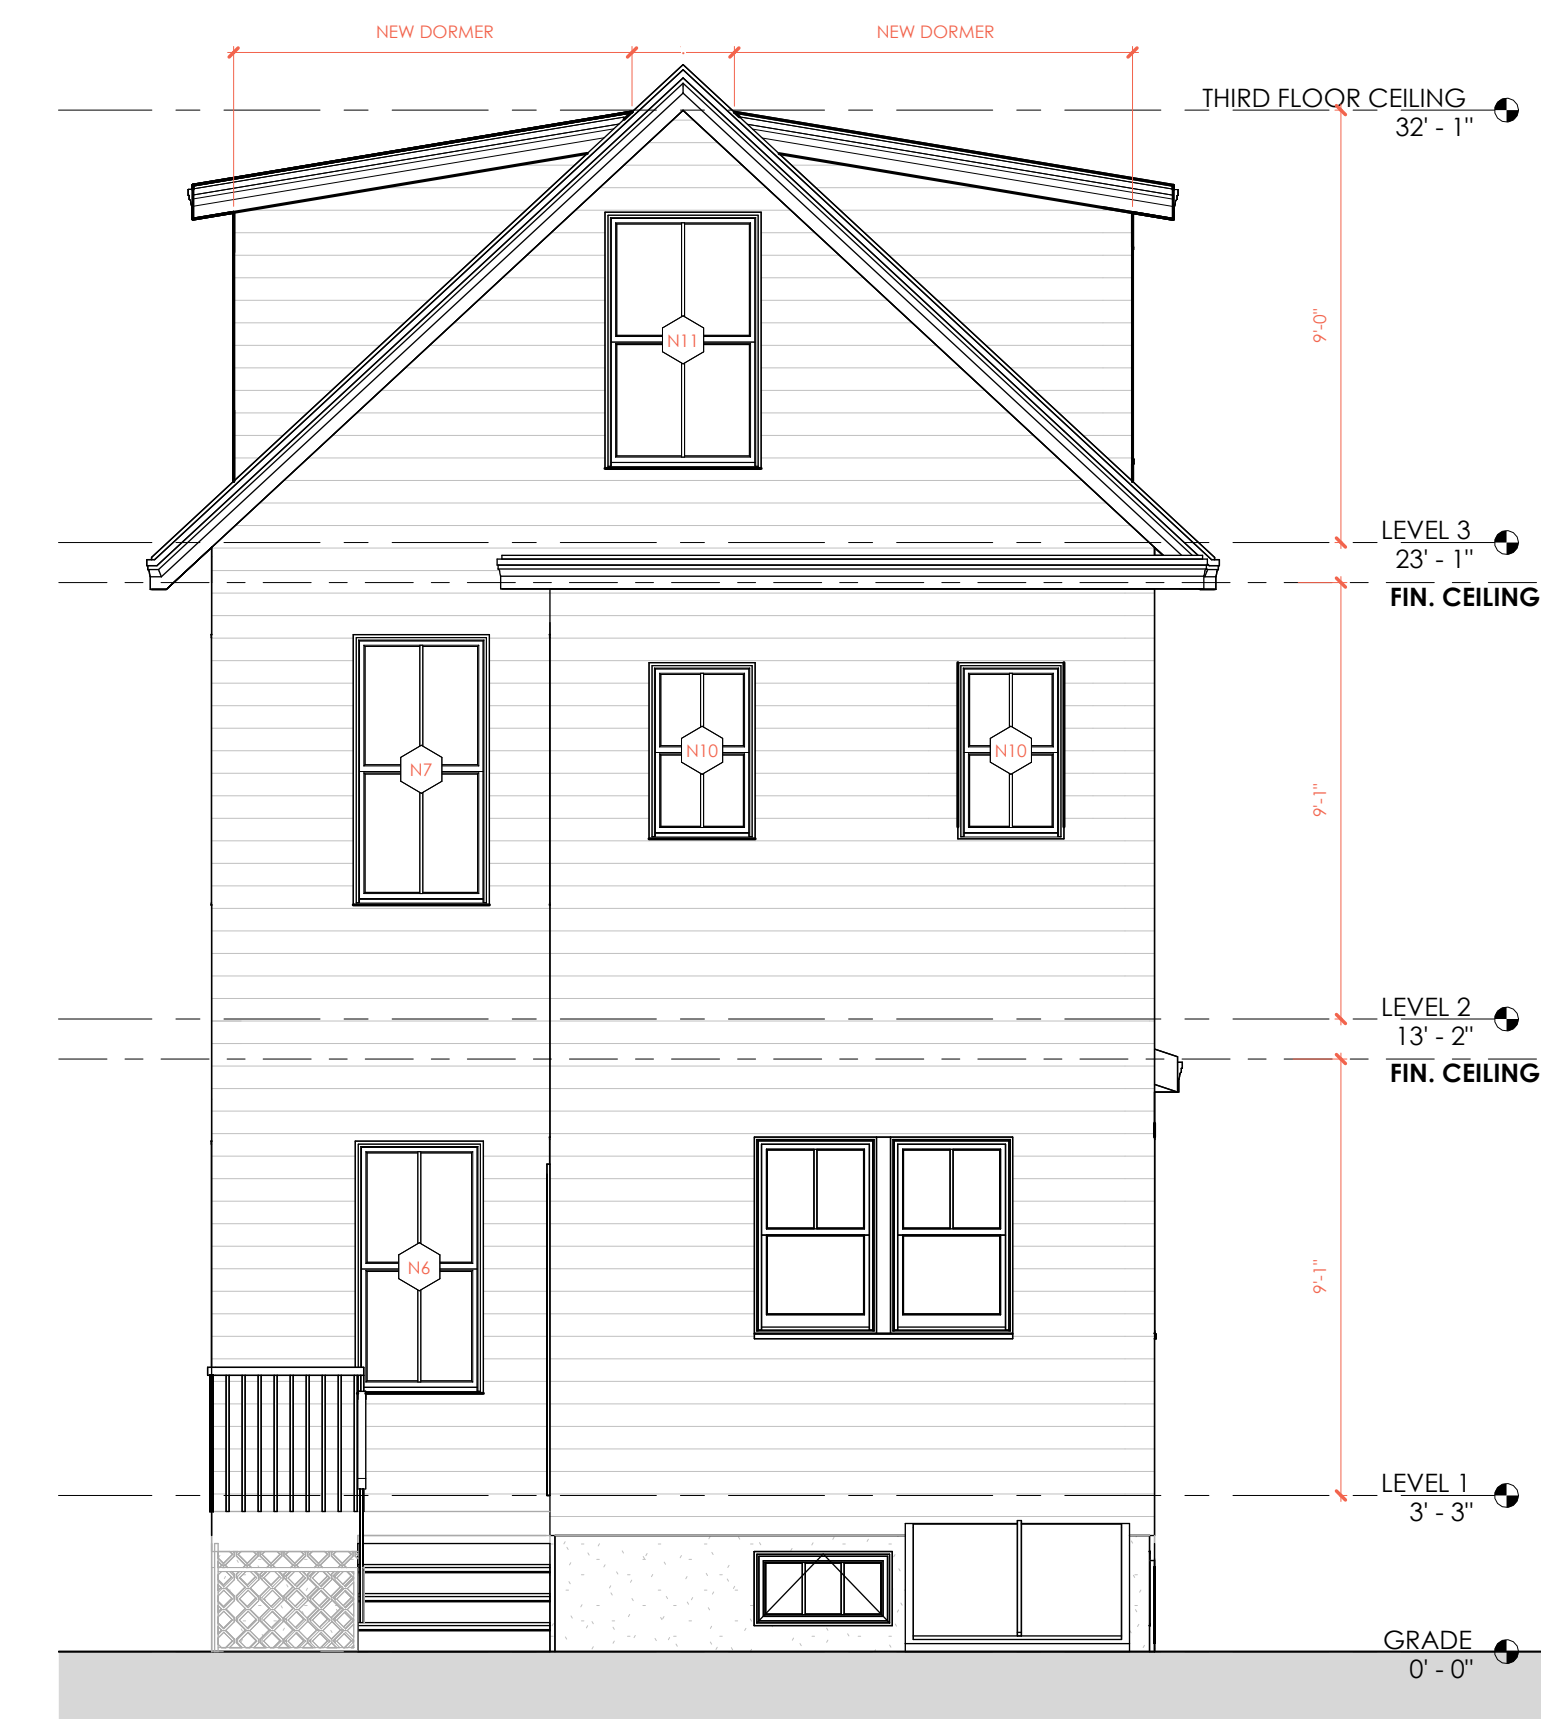 NEW DORMER
NEW DORMER
THIRD FLOOR CEILING
32' - 1"
9'-0"
N11
LEVEL 3
23' - 1"
FIN. CEILING
N7
N10
N10
9'-1"
LEVEL 2
13' - 2"
FIN. CEILING
N6
9'-1"
LEVEL 1
3' - 3"
GRADE
0' - 0"